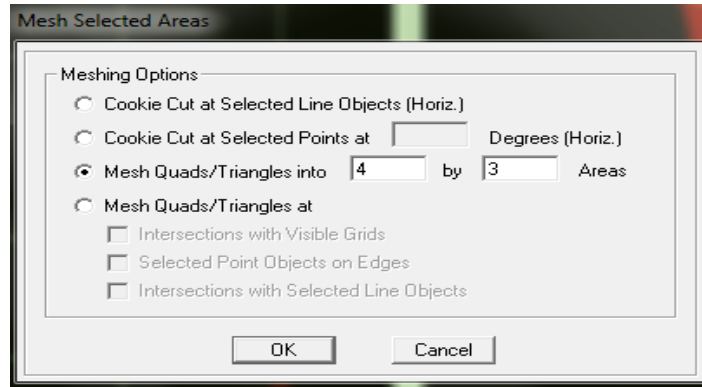 Mesh Selected Areas
Meshing Options
Cookie Cut at Selected Line Objects (Horiz.)
Cookie Cut at Selected Points at Degrees (Horiz.)
Mesh Quads/Triangles into 4 by 3 Areas
Mesh Quads/Triangles at
Intersections with Visible Grids
Selected Point Objects on Edges
Intersections with Selected Line Objects
OK Cancel